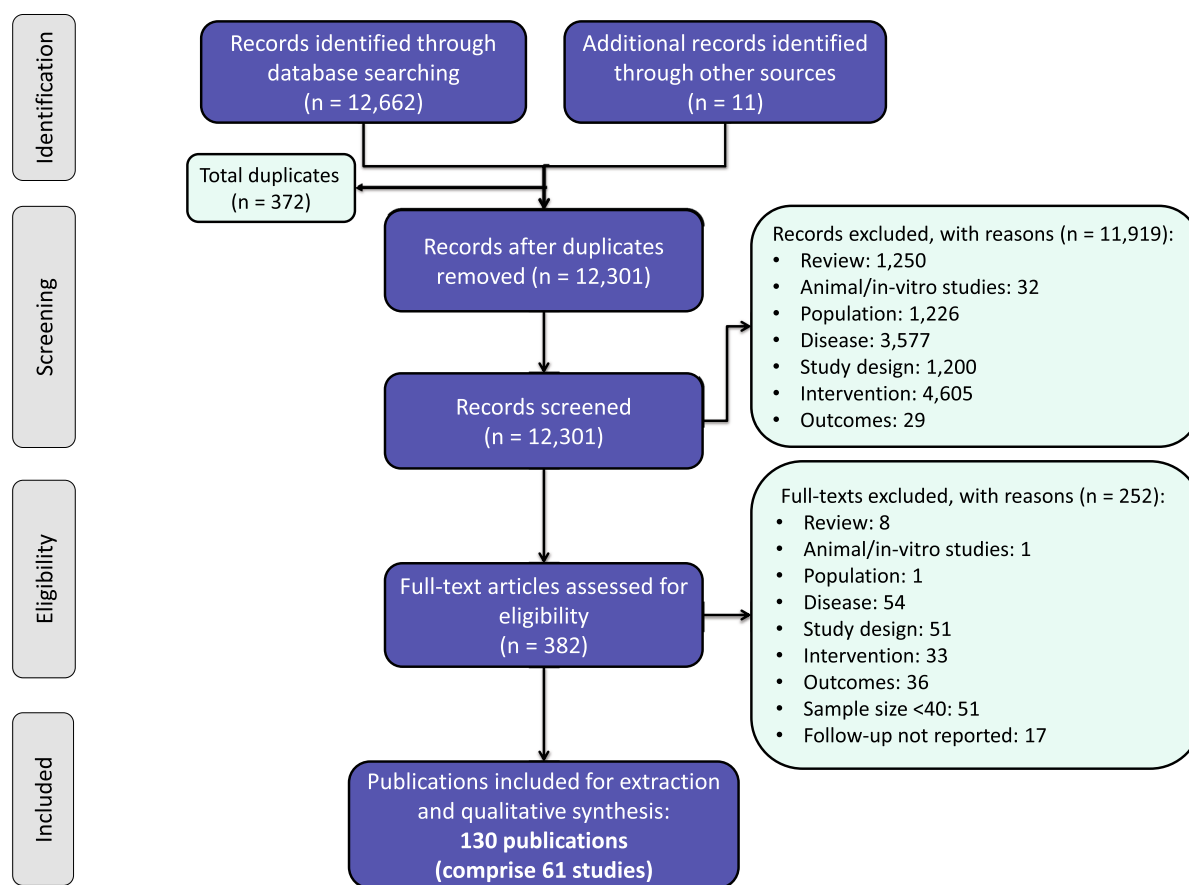 Identification
Records identified through
database searching
(n = 12,662)
Additional records identified
through other sources
(n = 11)
Total duplicates
(n = 372)
Screening
Records after duplicates
removed (n = 12,301)
Records screened
(n = 12,301)
Records excluded, with reasons (n = 11,919):
• Review: 1,250
• Animal/in-vitro studies: 32
• Population: 1,226
• Disease: 3,577
• Study design: 1,200
• Intervention: 4,605
• Outcomes: 29
Eligibility
Full-text articles assessed for
eligibility
(n = 382)
Full-texts excluded, with reasons (n = 252):
• Review: 8
• Animal/in-vitro studies: 1
• Population: 1
• Disease: 54
• Study design: 51
• Intervention: 33
• Outcomes: 36
• Sample size <40: 51
• Follow-up not reported: 17
Included
Publications included for extraction
and qualitative synthesis:
130 publications
(comprise 61 studies)